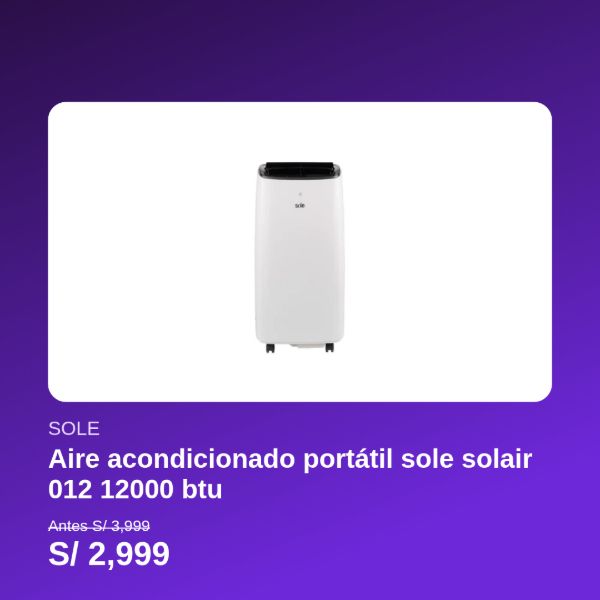 sole
SOLE
Aire acondicionado portátil sole solair
012 12000 btu
Antes S/ 3,999
S/ 2,999